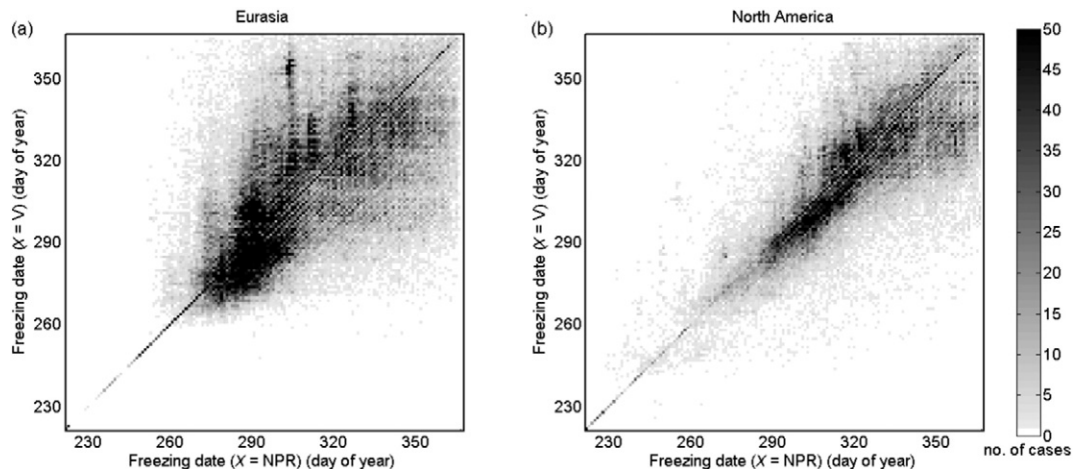 Eurasia
(a)
350
320
290
260
230
Freezing date (X = V) (day of year)
230 260 290 320 350
Freezing date (X = NPR) (day of year)
North America
(b)
350
320
290
260
230
Freezing date (X = V) (day of year)
230 260 290 320 350
Freezing date (X = NPR) (day of year)
50
45
40
35
30
25
20
15
10
5
0
no. of cases